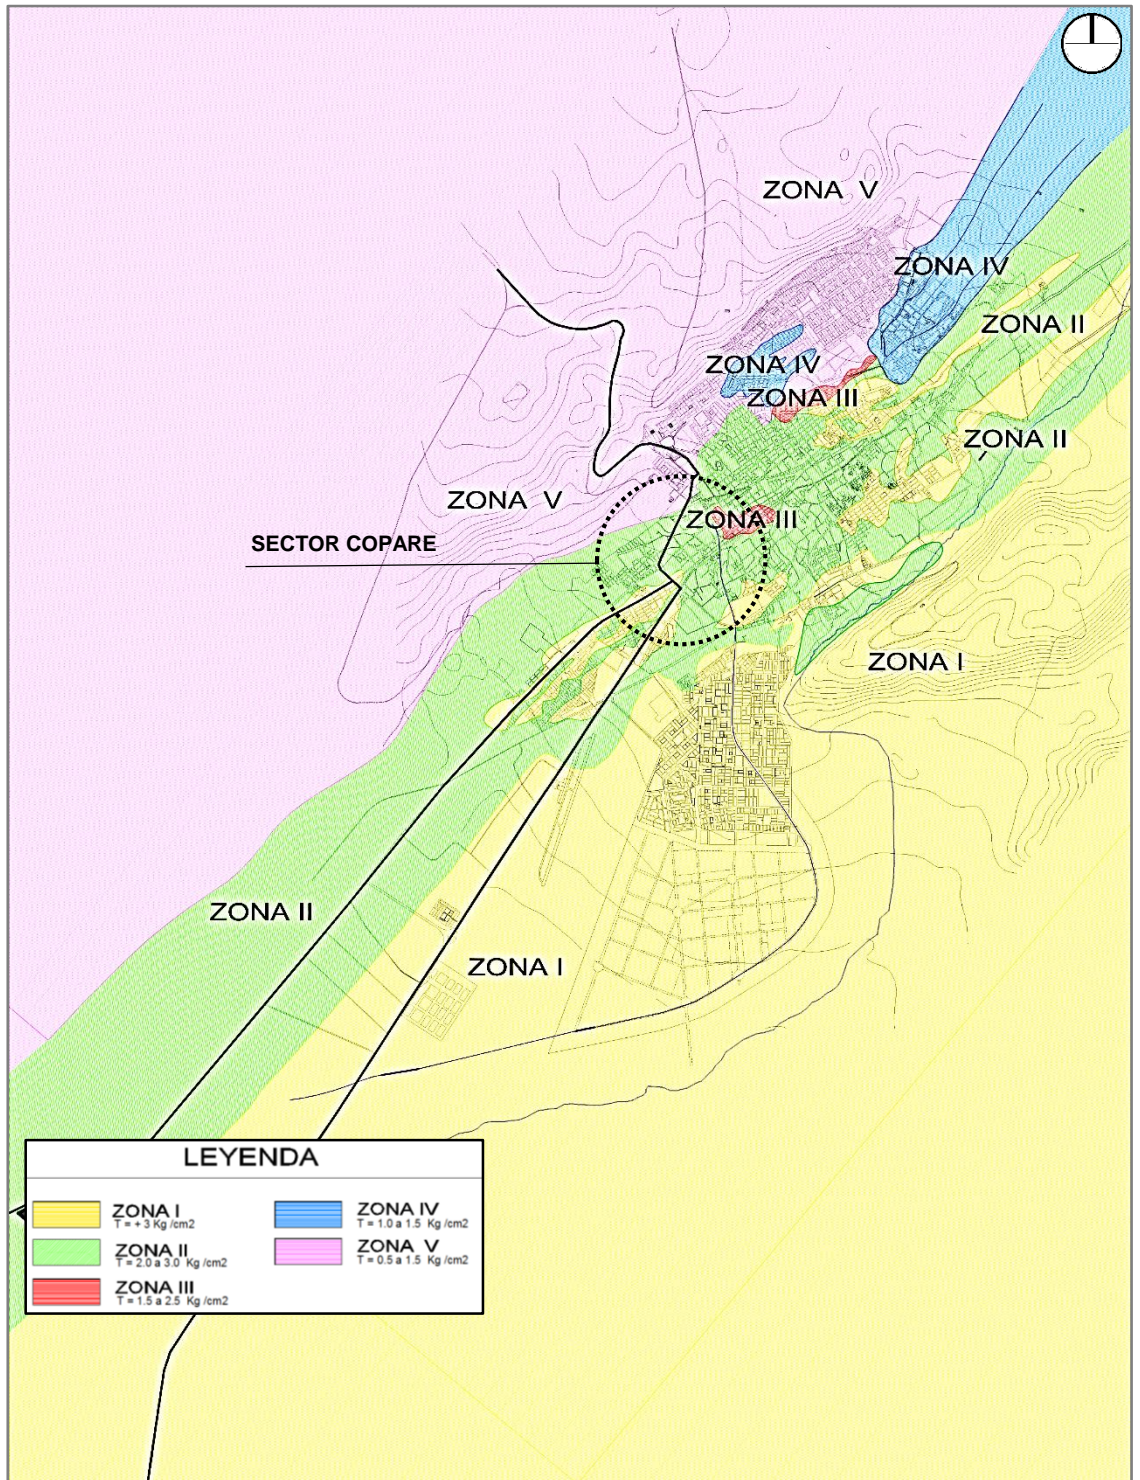 ZONA V
ZONA IV
ZONA II
ZONA IV
ZONA III
ZONA II
ZONA V
ZONA III
SECTOR COPARE
ZONA I
ZONA II
ZONA I
LEYENDA
ZONA I
T = + 3 Kg /cm2
ZONA II
T = 2.0 a 3.0 Kg /cm2
ZONA III
T = 1.5 a 2.5 Kg /cm2
ZONA IV
T = 1.0 a 1.5 Kg /cm2
ZONA V
T = 0.5 a 1.5 Kg /cm2